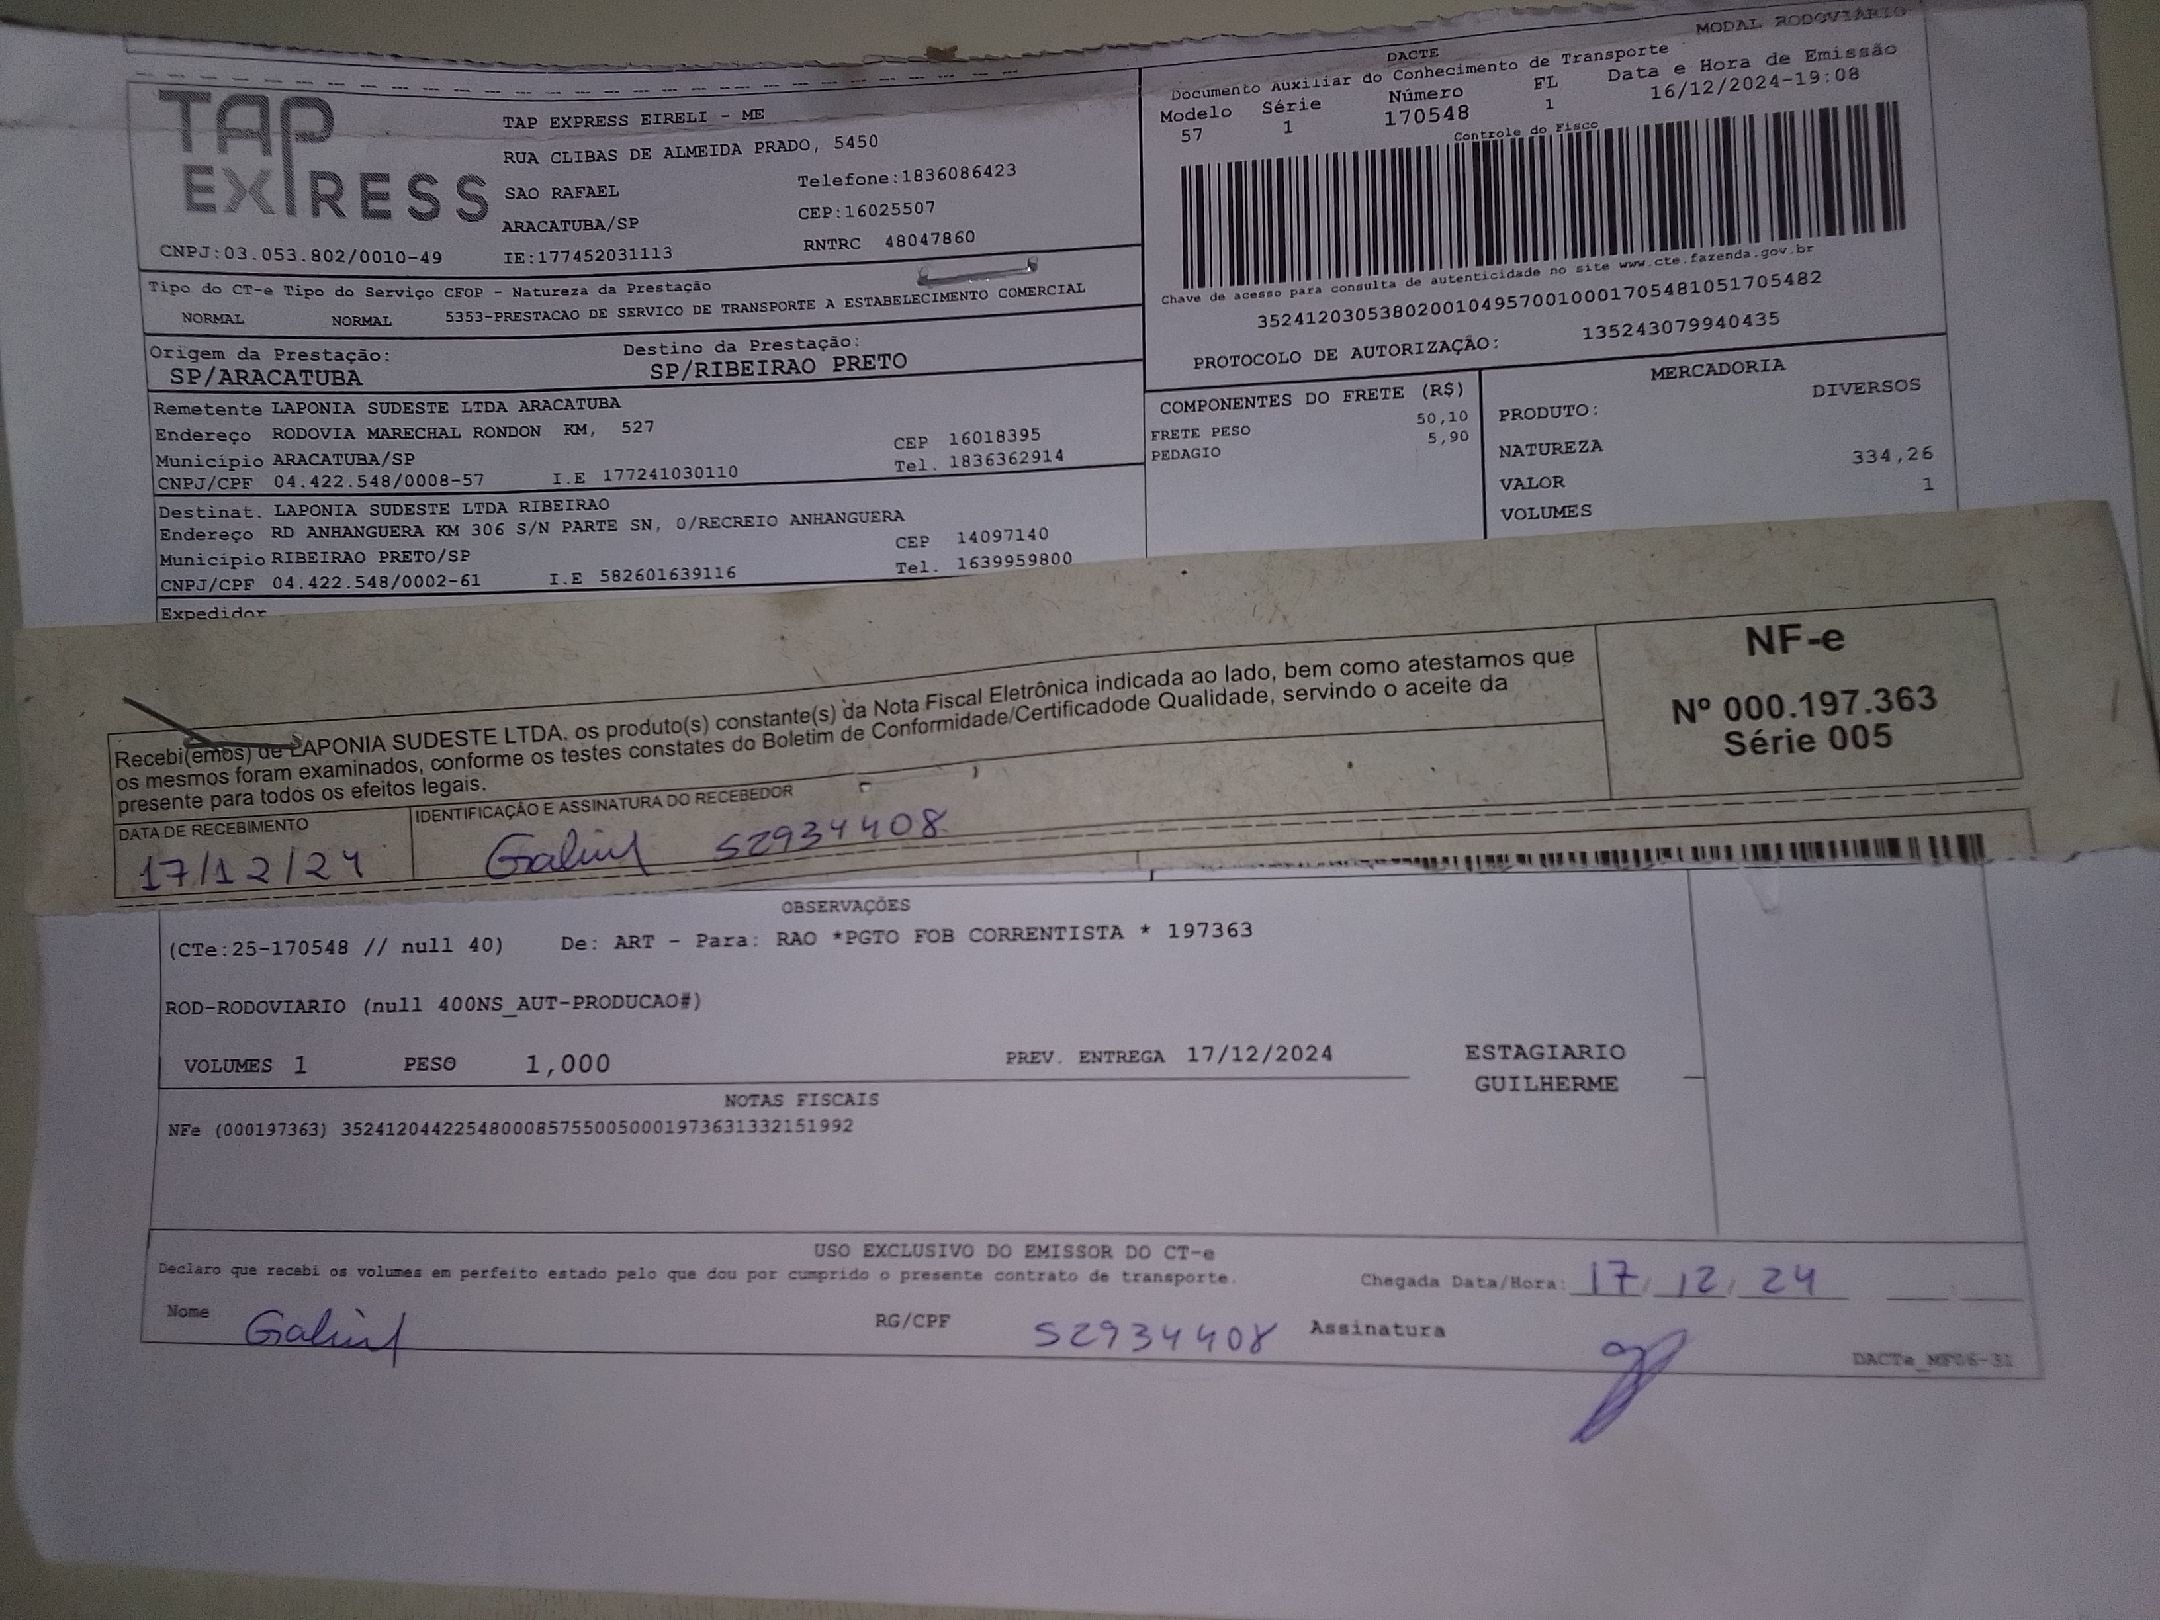 TAP
EXPRESS
TAP EXPRESS EIRELI - ME
RUA CLIBAS DE ALMEIDA PRADO, 5450
SAO RAFAEL Telefone:1836086423
ARACATUBA/SP CEP:16025507
CNPJ:03.053.802/0010-49 IE:177452031113 RNTRC 48047860
MODAL RODOVIÁRIO
DACTE
Documento Auxiliar do Conhecimento de Transporte
Modelo Série Número FL Data e Hora de Emissão
57 1 170548 1 16/12/2024-19:08
Controle do Fisco
Chave de acesso para consulta de autenticidade no site www.cte.fazenda.gov.br
35241203053802001049570010001705481051705482
PROTOCOLO DE AUTORIZAÇÃO: 135243079940435
Tipo do CT-e Tipo do Serviço CFOP - Natureza da Prestação
NORMAL NORMAL 5353-PRESTACAO DE SERVICO DE TRANSPORTE A ESTABELECIMENTO COMERCIAL
Origem da Prestação: Destino da Prestação:
SP/ARACATUBA SP/RIBEIRAO PRETO
Remetente LAPONIA SUDESTE LTDA ARACATUBA
Endereço RODOVIA MARECHAL RONDON KM, 527
Município ARACATUBA/SP CEP 16018395
CNPJ/CPF 04.422.548/0008-57 I.E 177241030110 Tel. 1836362914
Destinat. LAPONIA SUDESTE LTDA RIBEIRAO
Endereço RD ANHANGUERA KM 306 S/N PARTE SN, 0/RECREIO ANHANGUERA
Município RIBEIRAO PRETO/SP CEP 14097140
CNPJ/CPF 04.422.548/0002-61 I.E 582601639116 Tel. 1639959800
Expedidor
COMPONENTES DO FRETE (R$)
FRETE PESO 50,10
PEDAGIO 5,90
MERCADORIA
PRODUTO: DIVERSOS
NATUREZA
VALOR 334,26
VOLUMES 1
Recebi(emos) de LAPONIA SUDESTE LTDA. os produto(s) constante(s) da Nota Fiscal Eletrônica indicada ao lado, bem como atestamos que
os mesmos foram examinados, conforme os testes constates do Boletim de Conformidade/Certificadode Qualidade, servindo o aceite da
presente para todos os efeitos legais.
DATA DE RECEBIMENTO IDENTIFICAÇÃO E ASSINATURA DO RECEBEDOR
17/12/24 Gabriel 52934408
NF-e
Nº 000.197.363
Série 005
OBSERVAÇÕES
(CTe:25-170548 // null 40) De: ART - Para: RAO *PGTO FOB CORRENTISTA * 197363
ROD-RODOVIARIO (null 400NS_AUT-PRODUCAO#)
VOLUMES 1 PESO 1,000 PREV. ENTREGA 17/12/2024
ESTAGIARIO
GUILHERME
NOTAS FISCAIS
NFe (000197363) 35241204422548000857550050001973631332151992
USO EXCLUSIVO DO EMISSOR DO CT-e
Declaro que recebi os volumes em perfeito estado pelo que dou por cumprido o presente contrato de transporte. Chegada Data/Hora: 17/12/24
Nome Gabriel RG/CPF 52934408 Assinatura
DACTe_MF06-31